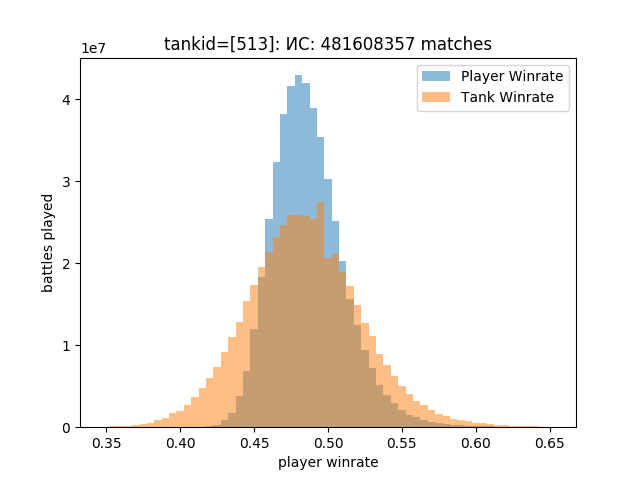 tankid=[513]: ИС: 481608357 matches
1e7
Player Winrate
Tank Winrate
battles played
4
3
2
1
0
0.35 0.40 0.45 0.50 0.55 0.60 0.65
player winrate